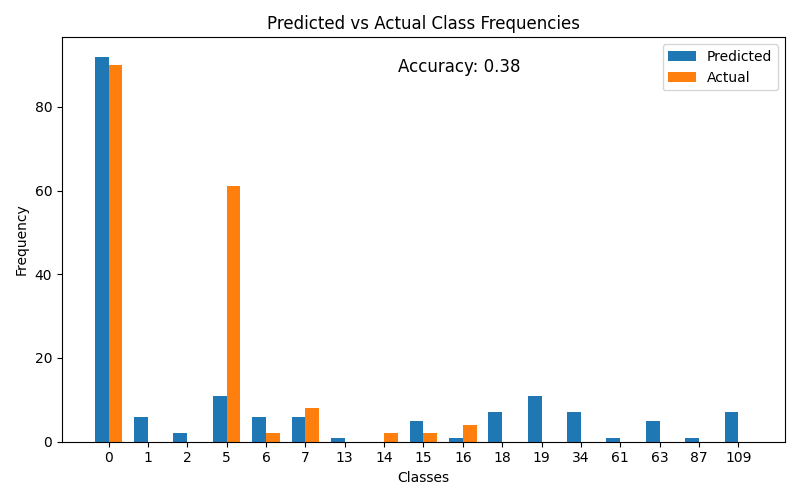 Predicted vs Actual Class Frequencies
Accuracy: 0.38
Predicted
Actual
Frequency
80
60
40
20
0
0 1 2 5 6 7 13 14 15 16 18 19 34 61 63 87 109
Classes